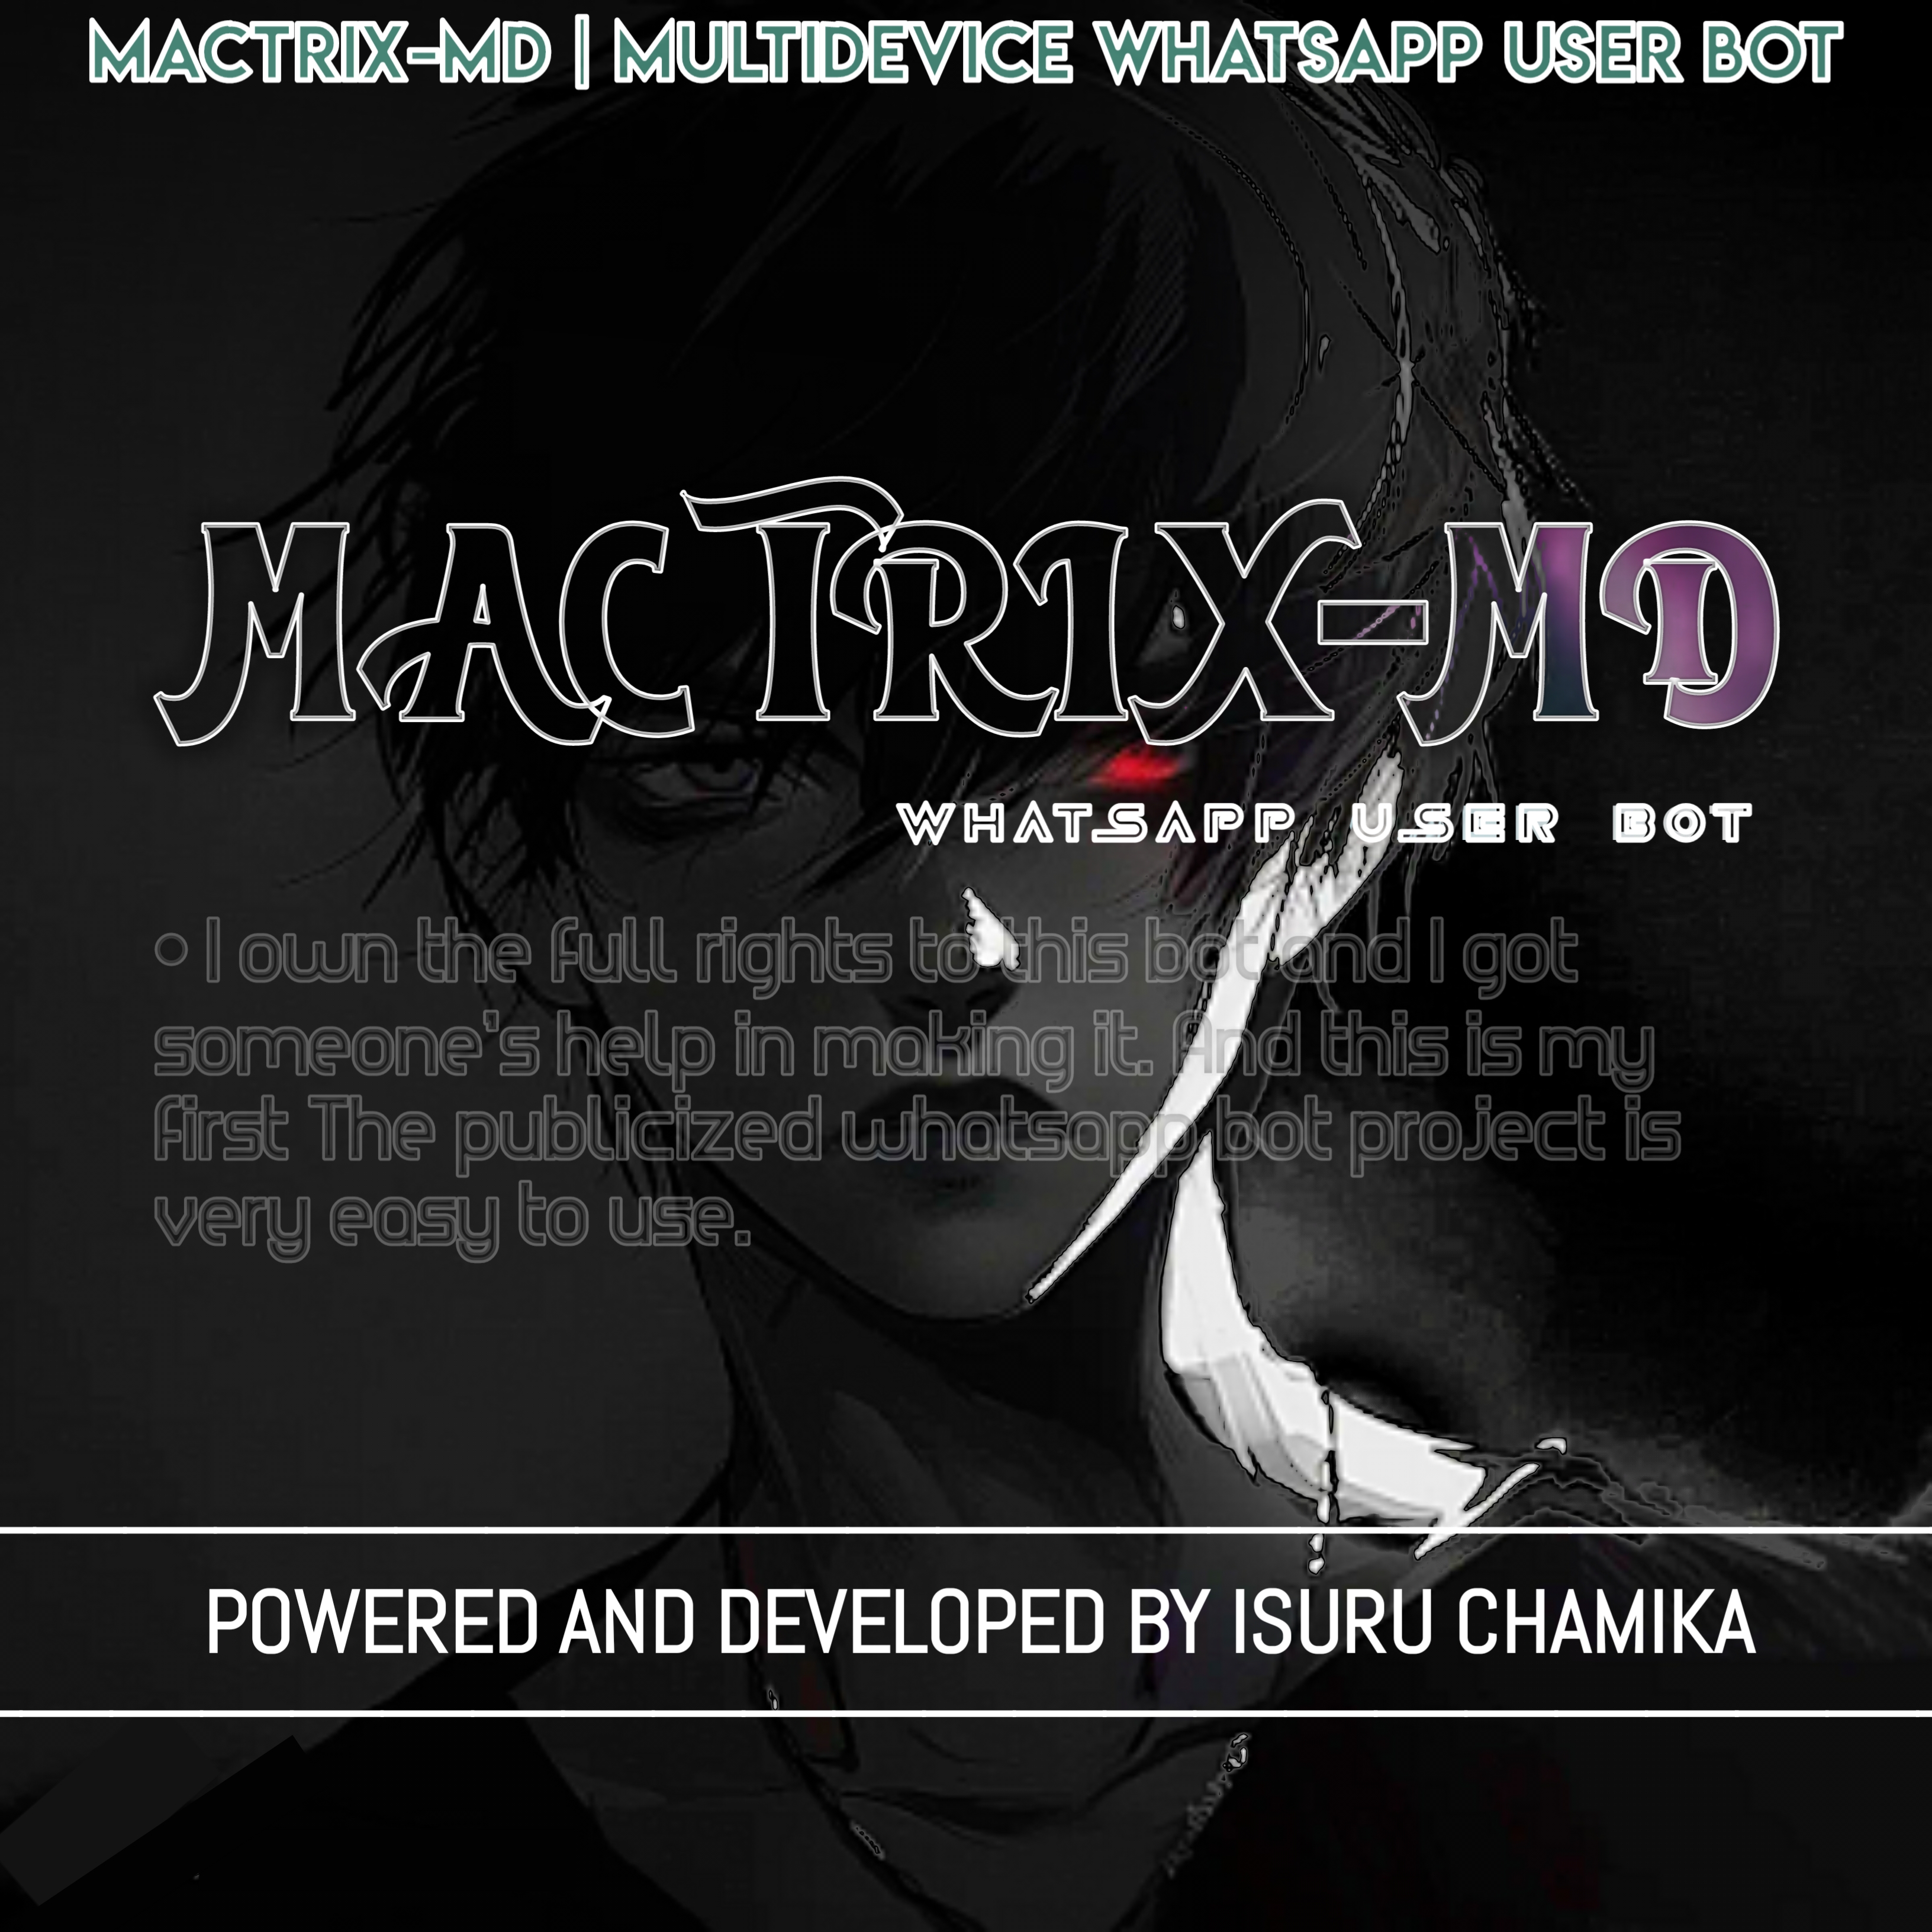 MACTRIX-MD | MULTIDEVICE WHATSAPP USER BOT
MACTRIX-MD
WHATSAPP USER BOT
• I own the full rights to this bot and I got
someone's help in making it. And this is my
first The publicized whatsapp bot project is
very easy to use.
POWERED AND DEVELOPED BY ISURU CHAMIKA